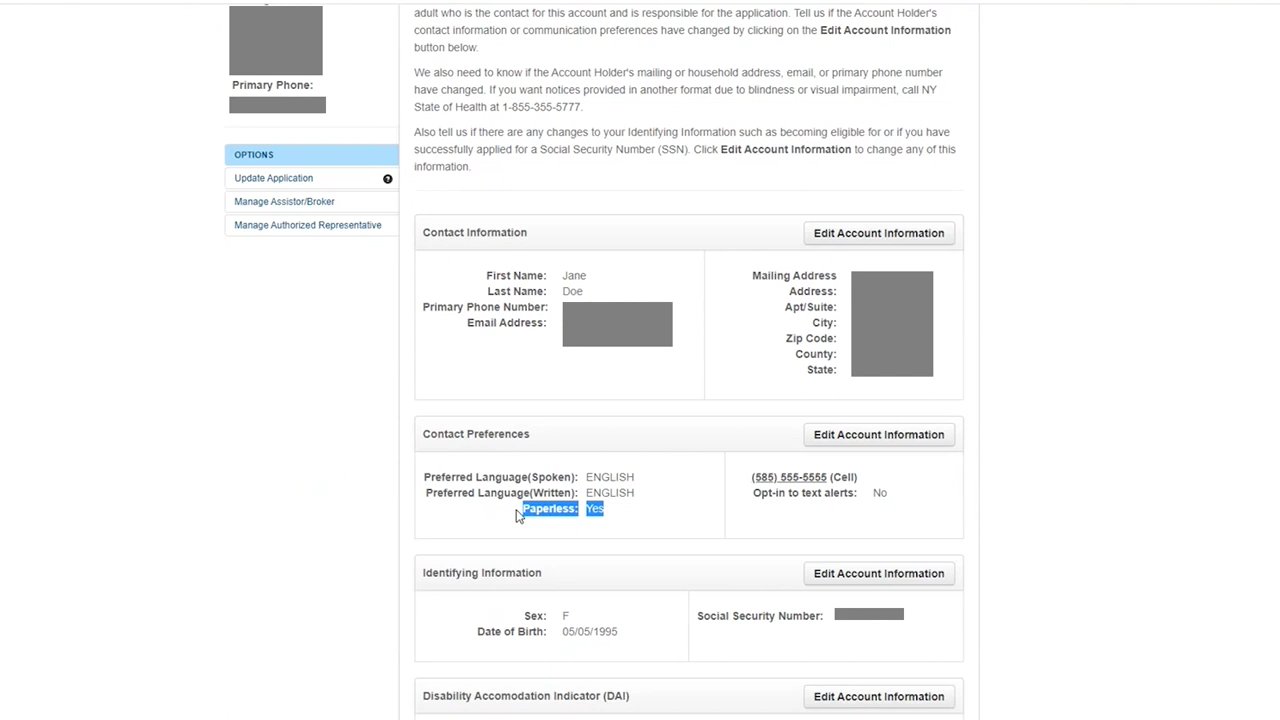 adult who is the contact for this account and is responsible for the application. Tell us if the Account Holder's
contact information or communication preferences have changed by clicking on the Edit Account Information
button below.
We also need to know if the Account Holder's mailing or household address, email, or primary phone number
have changed. If you want notices provided in another format due to blindness or visual impairment, call NY
State of Health at 1-855-355-5777.
Also tell us if there are any changes to your Identifying Information such as becoming eligible for or if you have
successfully applied for a Social Security Number (SSN). Click Edit Account Information to change any of this
information.
Primary Phone:
OPTIONS
Update Application ?
Manage Assistor/Broker
Manage Authorized Representative
Contact Information Edit Account Information
First Name: Jane
Last Name: Doe
Primary Phone Number:
Email Address:
Mailing Address
Address:
Apt/Suite:
City:
Zip Code:
County:
State:
Contact Preferences Edit Account Information
Preferred Language(Spoken): ENGLISH
Preferred Language(Written): ENGLISH
Paperless: Yes
(585) 555-5555 (Cell)
Opt-in to text alerts: No
Identifying Information Edit Account Information
Sex: F
Date of Birth: 05/05/1995
Social Security Number:
Disability Accomodation Indicator (DAI) Edit Account Information